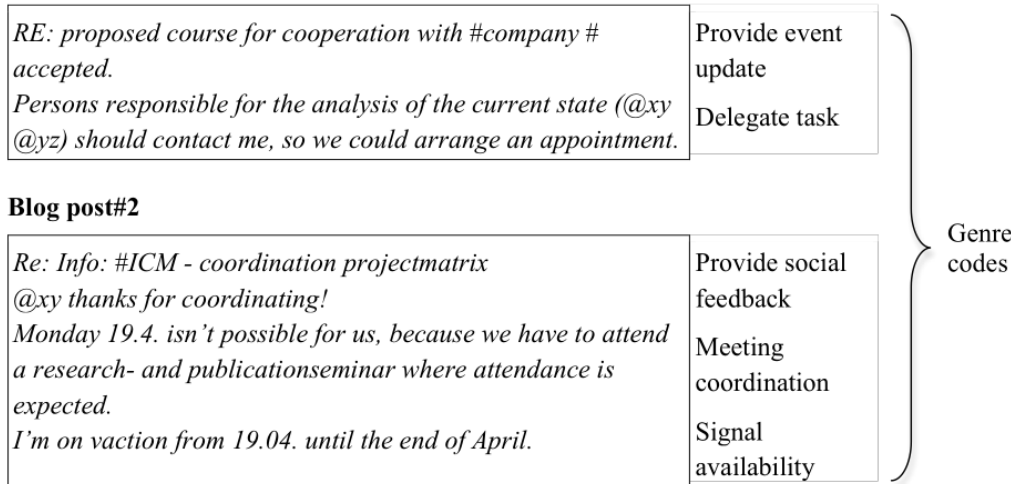 RE: proposed course for cooperation with #company #
accepted.
Persons responsible for the analysis of the current state (@xy
@yz) should contact me, so we could arrange an appointment.
Provide event
update
Delegate task
Blog post#2
Re: Info: #ICM - coordination projectmatrix
@xy thanks for coordinating!
Monday 19.4. isn't possible for us, because we have to attend
a research- and publicationseminar where attendance is
expected.
I'm on vaction from 19.04. until the end of April.
Provide social
feedback
Meeting
coordination
Signal
availability
Genre
codes